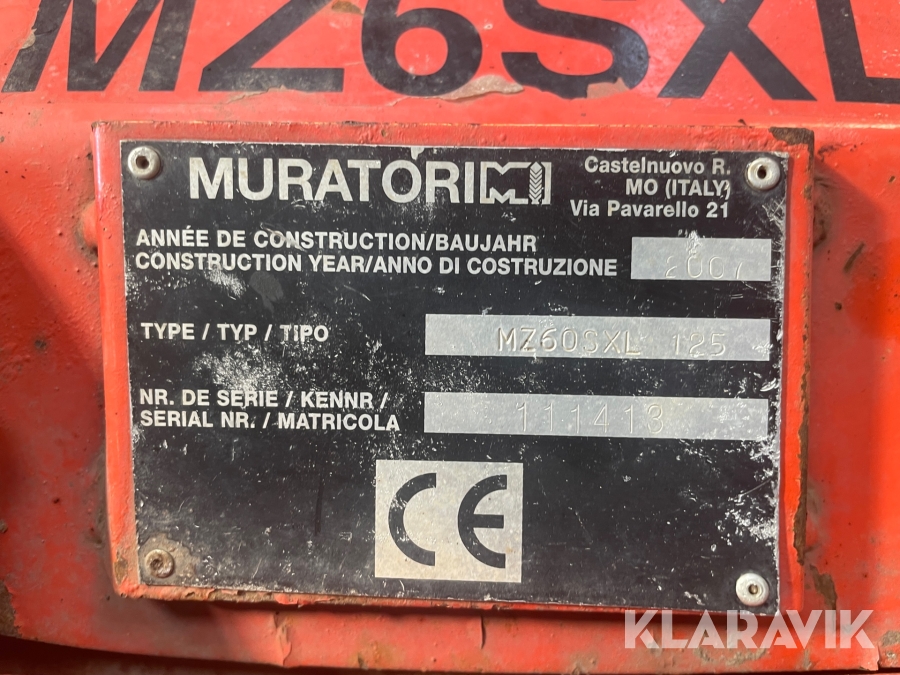 MZ6SXL
MURATORI
Castelnuovo R.
MO (ITALY)
Via Pavarello 21
ANNÉE DE CONSTRUCTION/BAUJAHR
CONSTRUCTION YEAR/ANNO DI COSTRUZIONE 2007
TYPE / TYP / TIPO MZ60SXL 125
NR. DE SERIE / KENNR /
SERIAL NR. / MATRICOLA 111413
CE
KLARAVIK